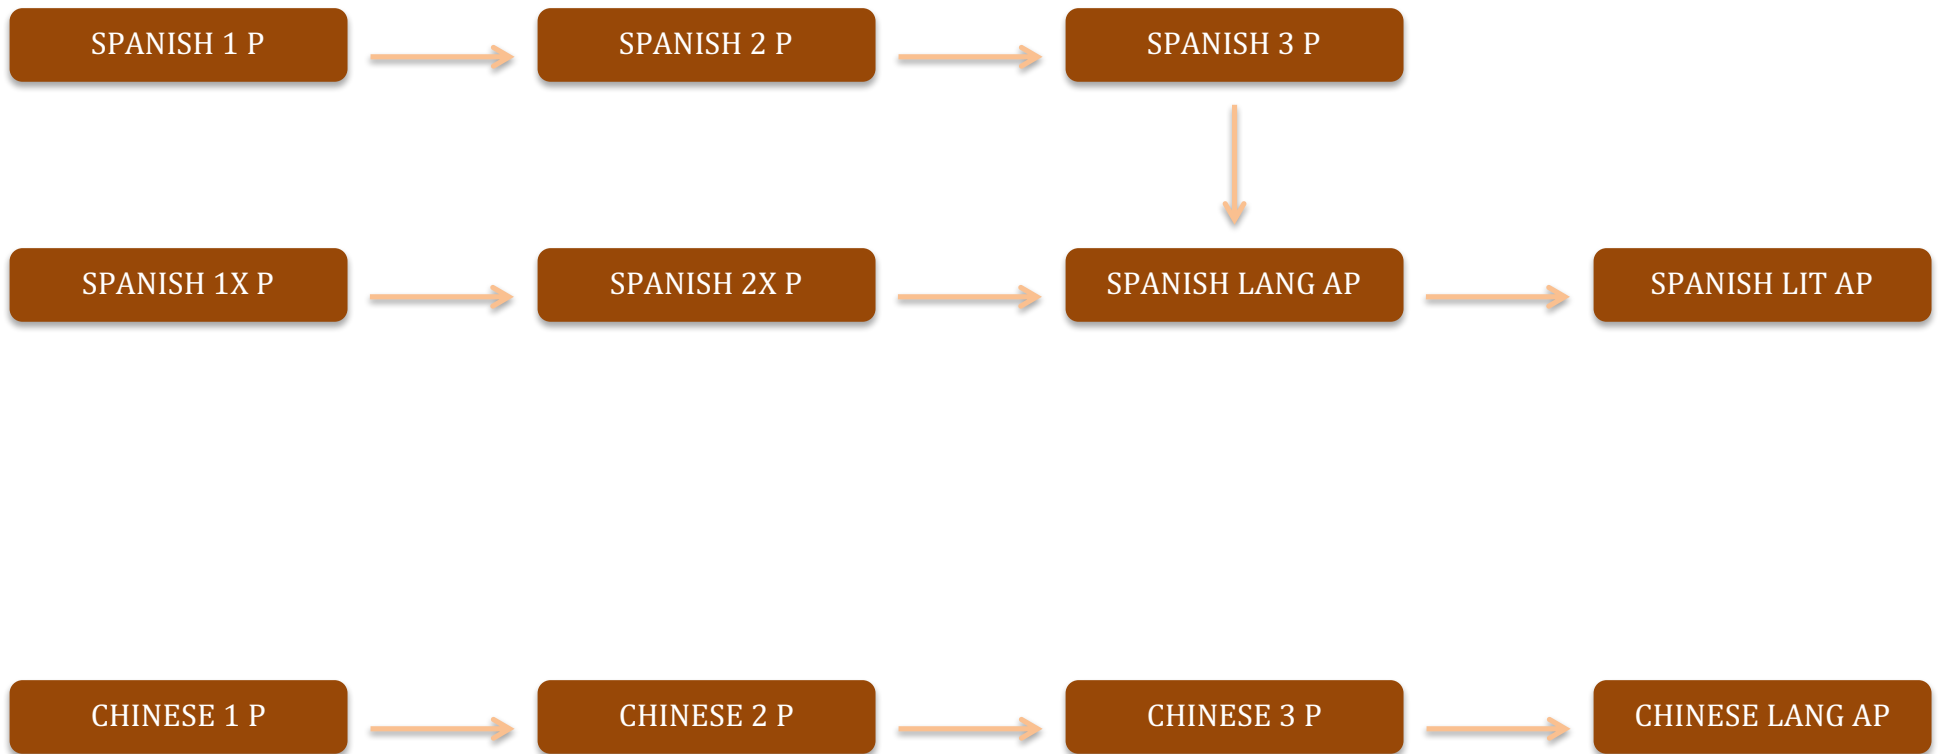 SPANISH 1 P
SPANISH 2 P
SPANISH 3 P
SPANISH 1X P
SPANISH 2X P
SPANISH LANG AP
SPANISH LIT AP
CHINESE 1 P
CHINESE 2 P
CHINESE 3 P
CHINESE LANG AP